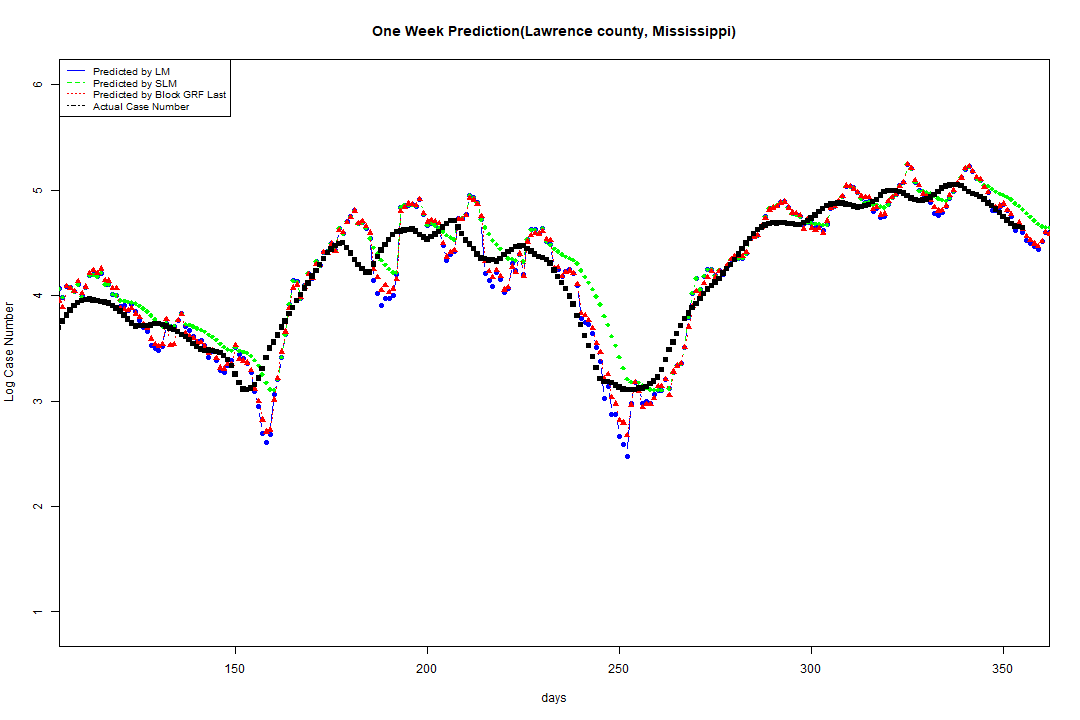 One Week Prediction(Lawrence county, Mississippi)
Predicted by LM
Predicted by SLM
Predicted by Block GRF Last
Actual Case Number
6
5
4
3
2
1
Log Case Number
150
200
250
300
350
days